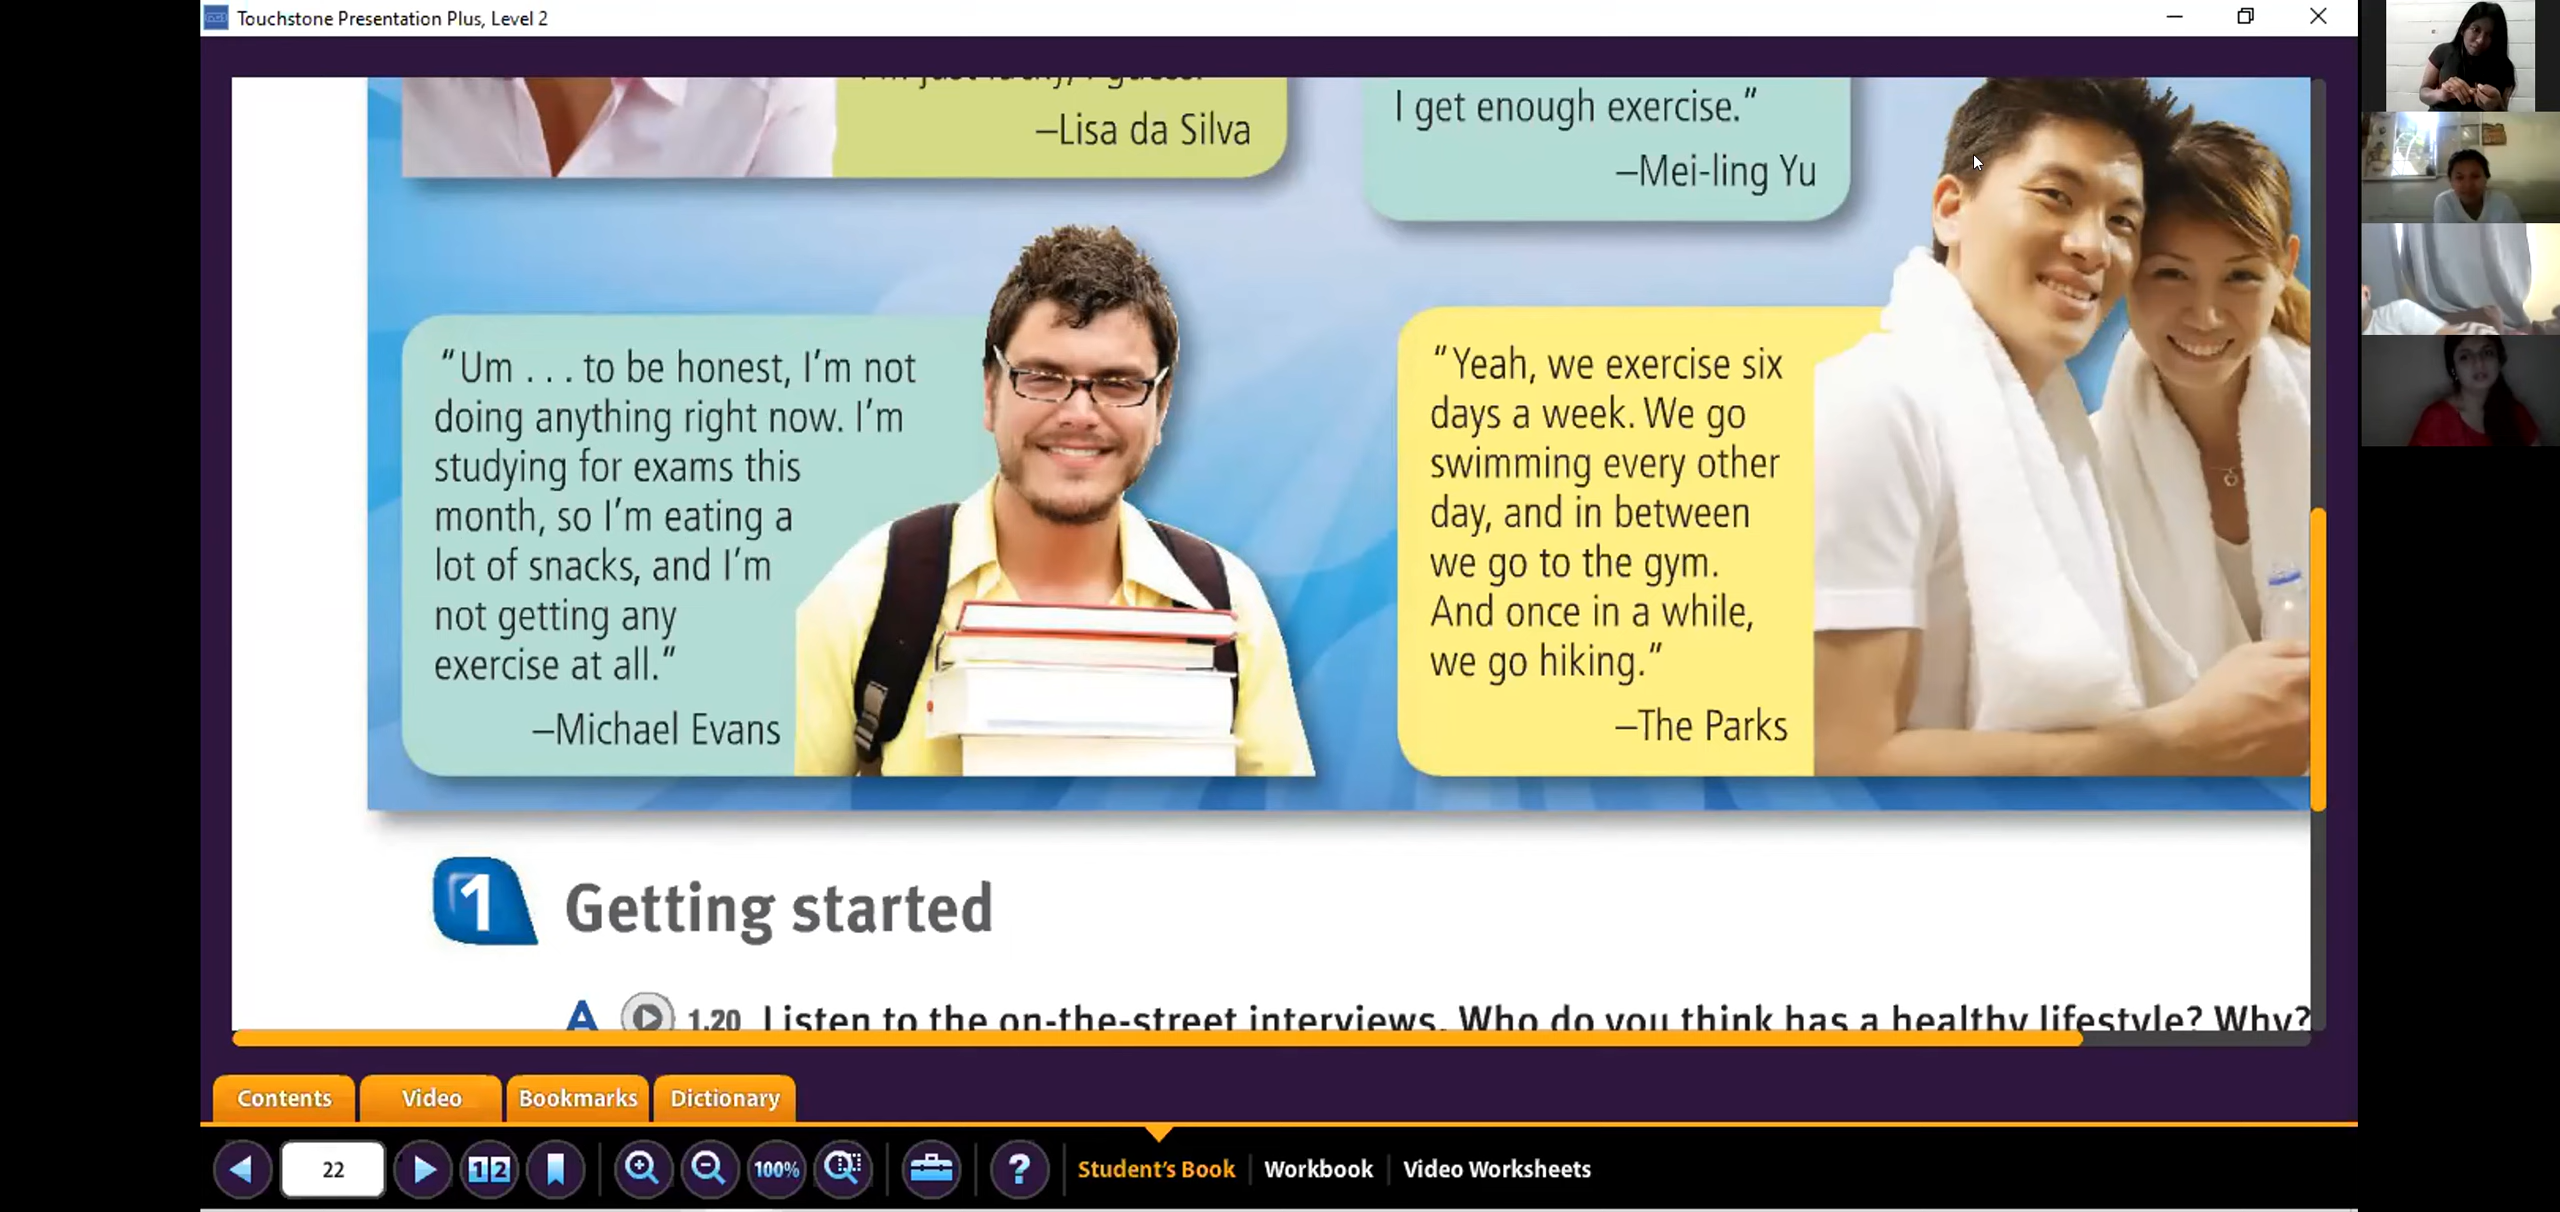 Touchstone Presentation Plus, Level 2
I'm just lucky, I guess.
–Lisa da Silva
I get enough exercise.”
–Mei-ling Yu
“Um . . . to be honest, I'm not
doing anything right now. I'm
studying for exams this
month, so I'm eating a
lot of snacks, and I'm
not getting any
exercise at all.”
–Michael Evans
“Yeah, we exercise six
days a week. We go
swimming every other
day, and in between
we go to the gym.
And once in a while,
we go hiking.”
–The Parks
1 Getting started
A 1.20 Listen to the on-the-street interviews. Who do you think has a healthy lifestyle? Why?
Contents Video Bookmarks Dictionary
22 12 100% ? Student's Book Workbook Video Worksheets